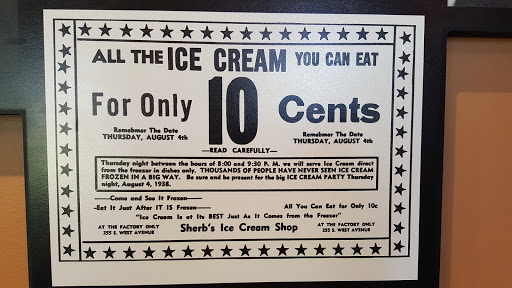 ALL THE ICE CREAM YOU CAN EAT
For Only 10 Cents
Remebmer The Date
THURSDAY, AUGUST 4th
Remebmer The Date
THURSDAY, AUGUST 4th
—READ CAREFULLY—
Thursday night between the hours of 8:00 and 9:30 P. M. we will serve Ice Cream direct
from the freezer in dishes only. THOUSANDS OF PEOPLE HAVE NEVER SEEN ICE CREAM
FROZEN IN A BIG WAY. Be sure and be present for the big ICE CREAM PARTY Thursday
night, August 4, 1938.
——Come and See It Frozen——
—Eat It Just After IT IS Frozen— All You Can Eat for Only 10c
"Ice Cream Is at Its BEST Just As It Comes from the Freezer"
AT THE FACTORY ONLY
255 S. WEST AVENUE
Sherb's Ice Cream Shop
AT THE FACTORY ONLY
255 S. WEST AVENUE